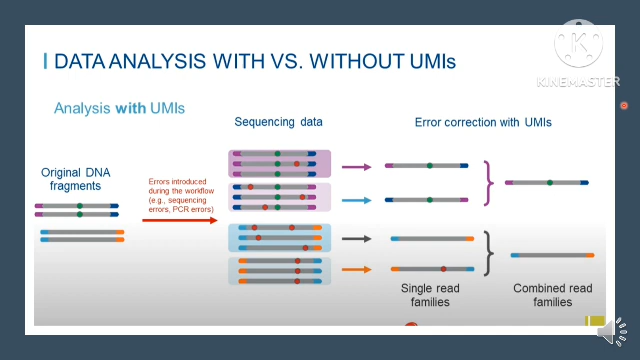 DATA ANALYSIS WITH VS. WITHOUT UMIs
KINEMASTER
Analysis with UMIs
Sequencing data
Error correction with UMIs
Original DNA
fragments
Errors introduced
during the workflow
(e.g., sequencing
errors, PCR errors)
Single read
families
Combined read
families